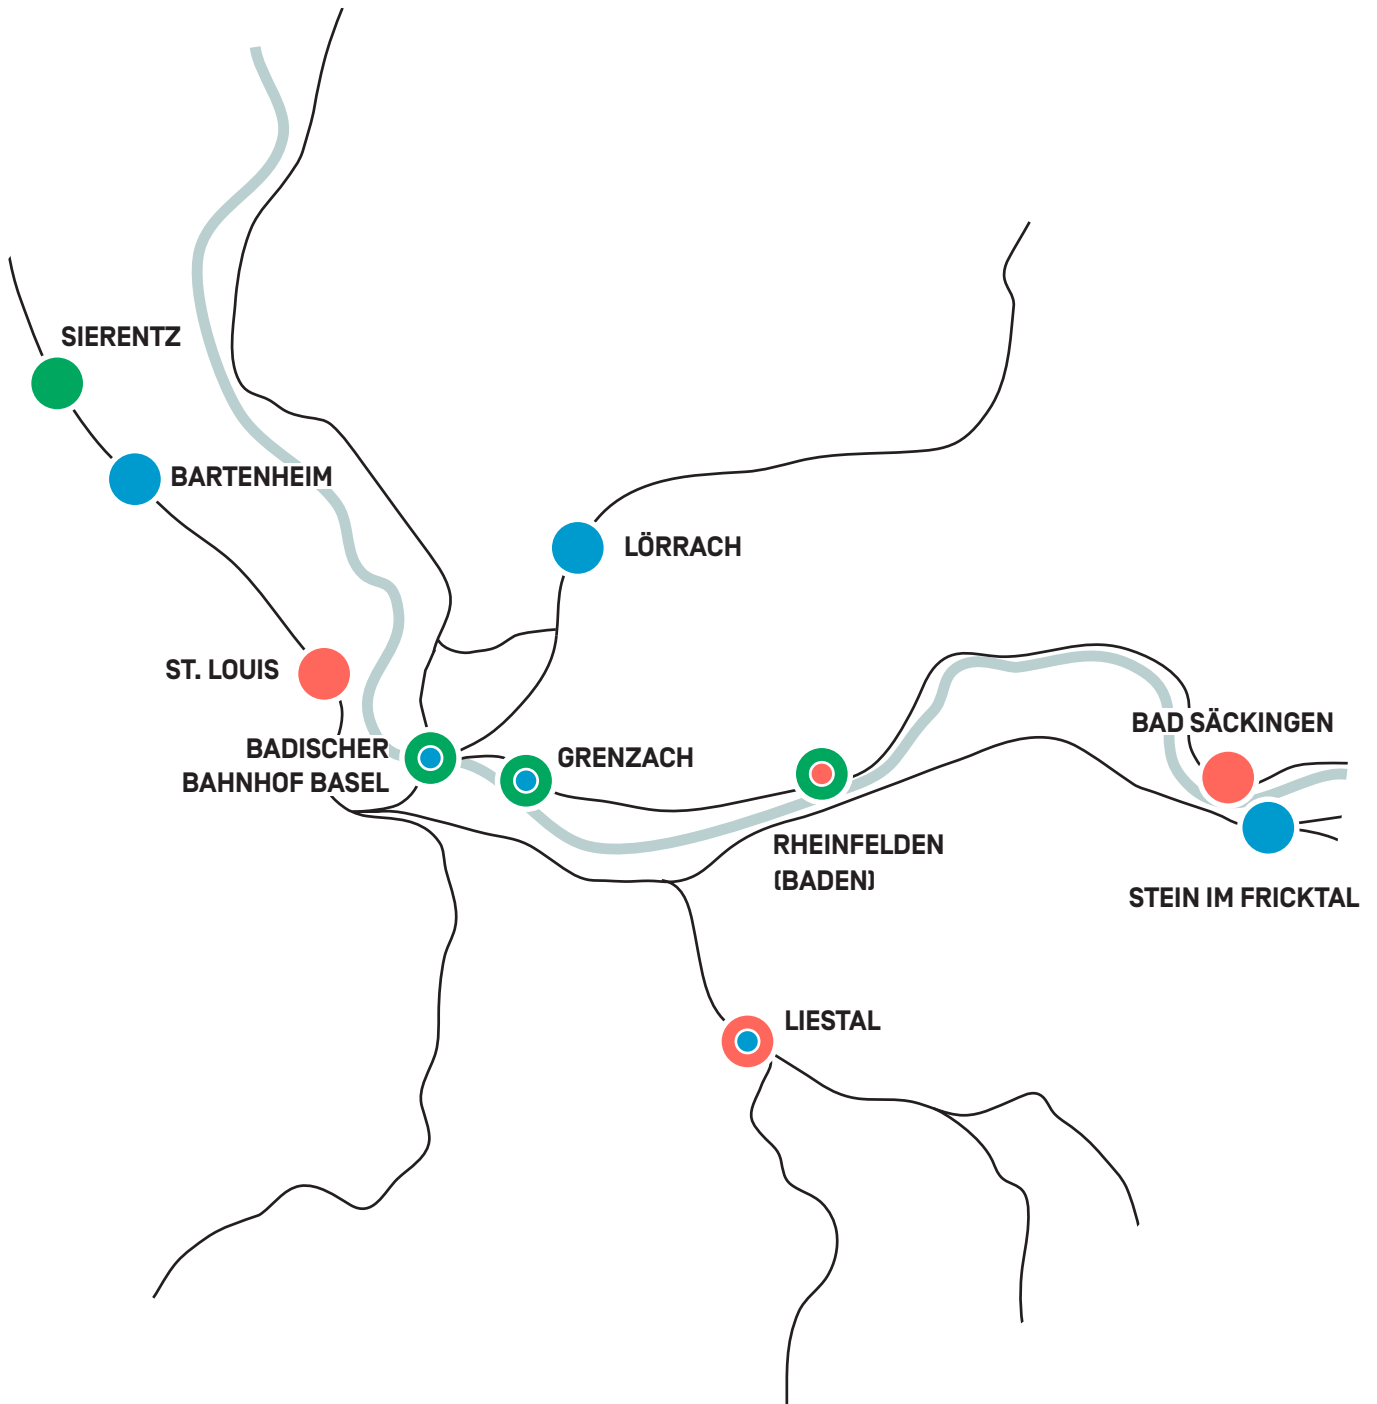 SIERENTZ
BARTENHEIM
LÖRRACH
ST. LOUIS
BADISCHER
BAHNHOF BASEL
GRENZACH
BAD SÄCKINGEN
RHEINFELDEN
(BADEN)
STEIN IM FRICKTAL
LIESTAL